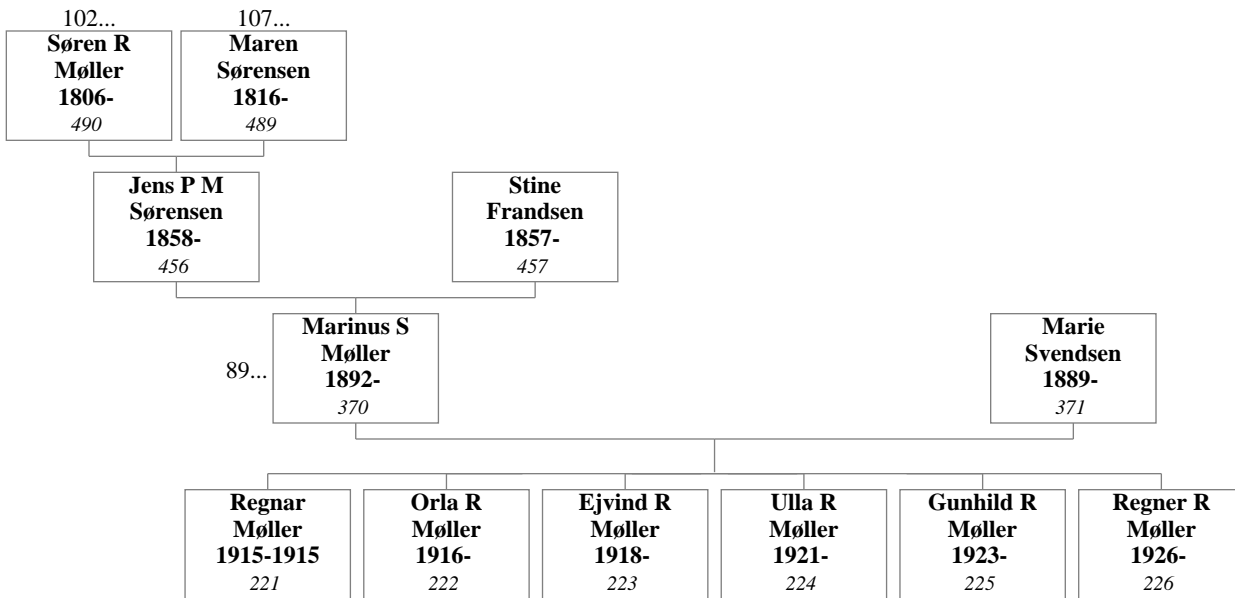 102...
107...
Søren R
Møller
1806-
490
Maren
Sørensen
1816-
489
Jens P M
Sørensen
1858-
456
Stine
Frandsen
1857-
457
89...
Marinus S
Møller
1892-
370
Marie
Svendsen
1889-
371
Regnar
Møller
1915-1915
221
Orla R
Møller
1916-
222
Ejvind R
Møller
1918-
223
Ulla R
Møller
1921-
224
Gunhild R
Møller
1923-
225
Regner R
Møller
1926-
226